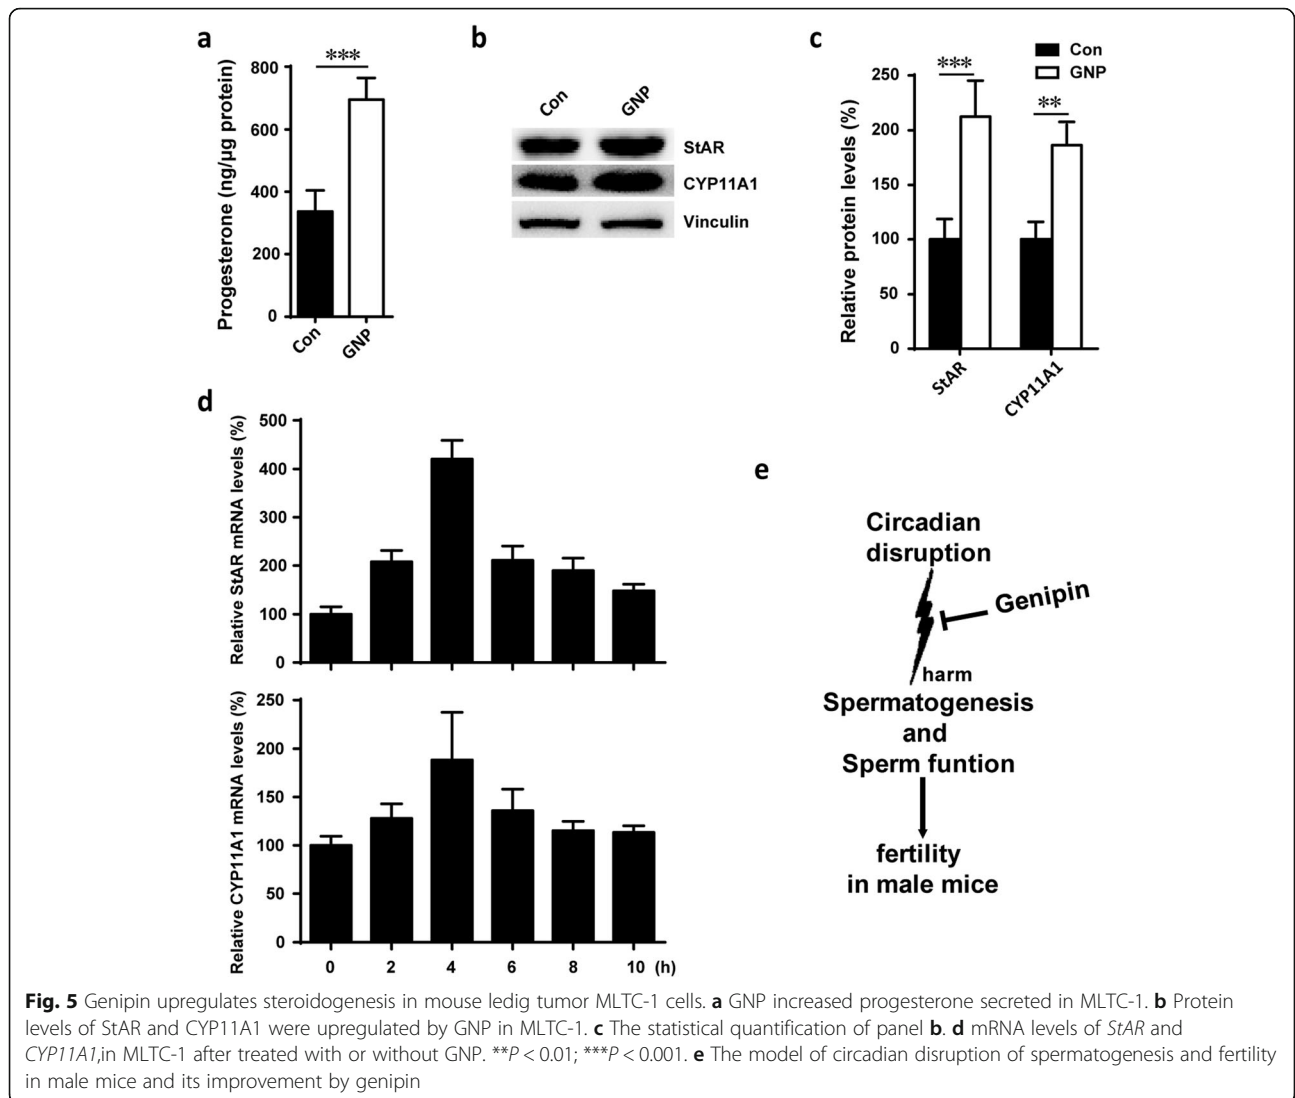 a
***
Progesterone (ng/µg protein)
800
600
400
200
0
Con
GNP
b
Con
GNP
StAR
CYP11A1
Vinculin
c
Con
GNP
***
**
Relative protein levels (%)
250
200
150
100
50
0
StAR
CYP11A1
d
Relative StAR mRNA levels (%)
500
400
300
200
100
0
Relative CYP11A1 mRNA levels (%)
250
200
150
100
50
0
0 2 4 6 8 10 (h)
e
Circadian
disruption
Genipin
harm
Spermatogenesis
and
Sperm funtion
fertility
in male mice
Fig. 5 Genipin upregulates steroidogenesis in mouse ledig tumor MLTC-1 cells. a GNP increased progesterone secreted in MLTC-1. b Protein
levels of StAR and CYP11A1 were upregulated by GNP in MLTC-1. c The statistical quantification of panel b. d mRNA levels of StAR and
CYP11A1,in MLTC-1 after treated with or without GNP. **P < 0.01; ***P < 0.001. e The model of circadian disruption of spermatogenesis and fertility
in male mice and its improvement by genipin